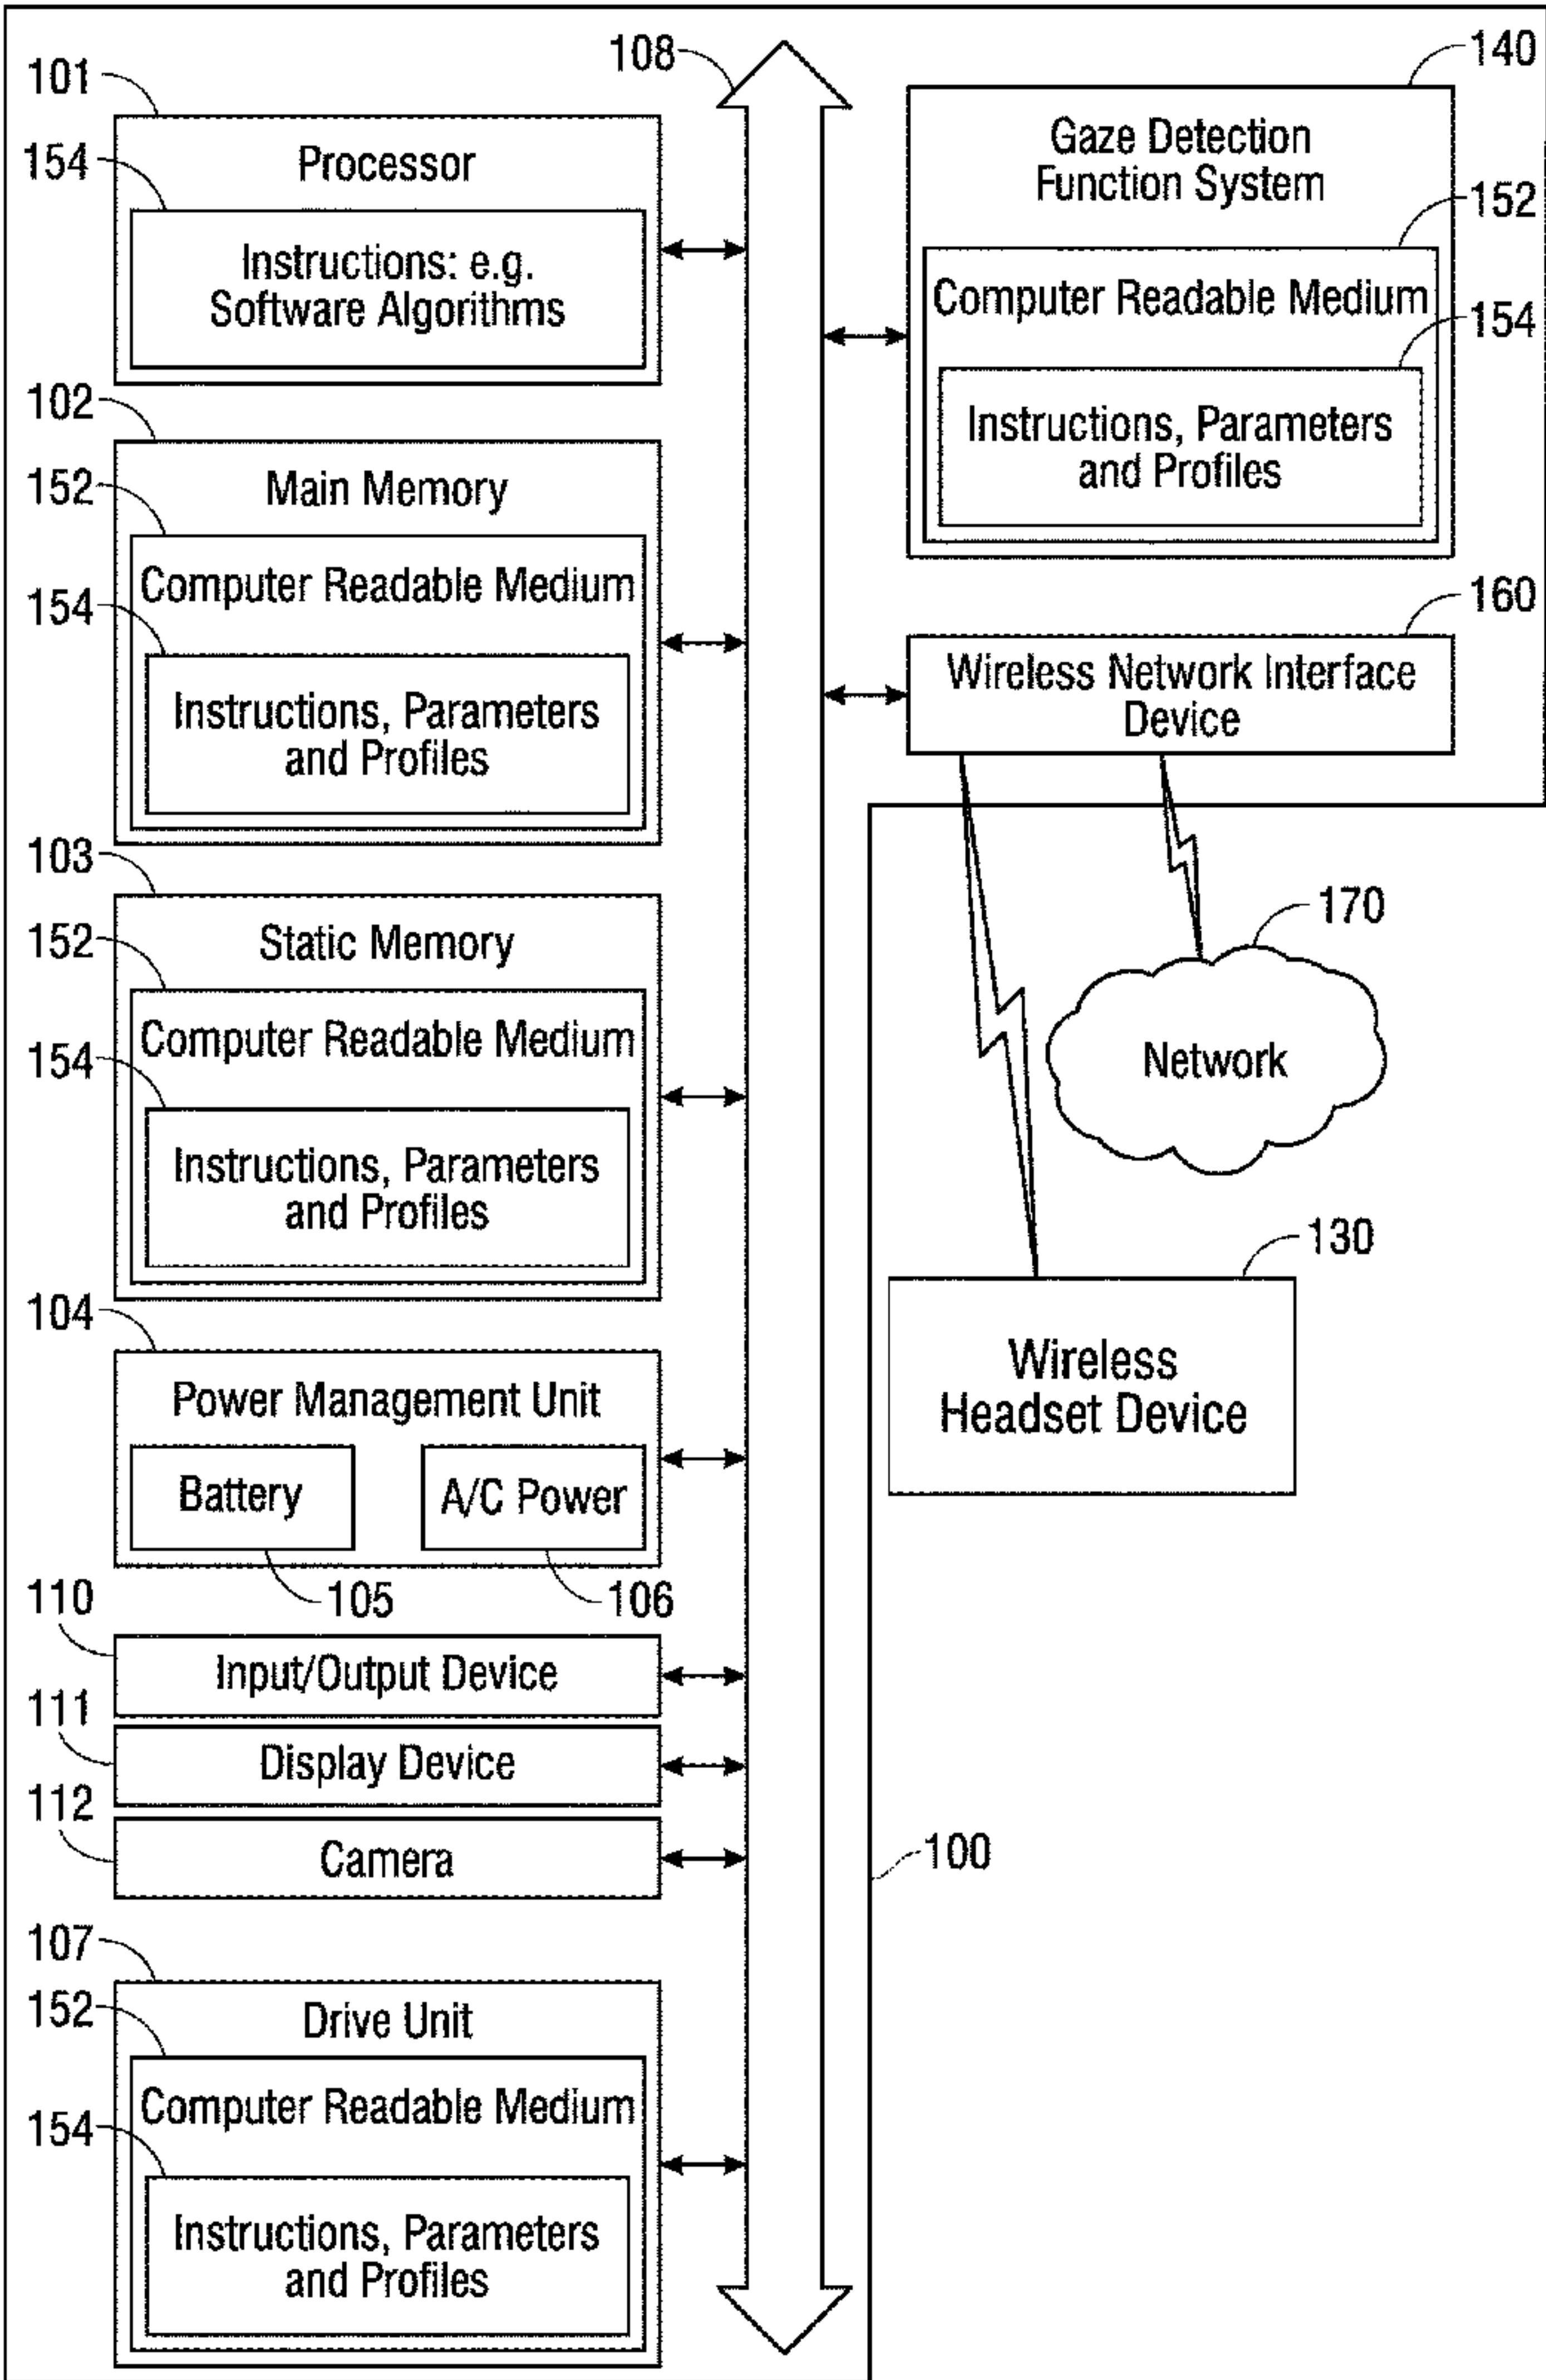 108
101
154
Processor
Instructions: e.g.
Software Algorithms
102
152
Main Memory
Computer Readable Medium
154
Instructions, Parameters
and Profiles
103
152
Static Memory
Computer Readable Medium
154
Instructions, Parameters
and Profiles
104
Power Management Unit
Battery
A/C Power
105
106
110
Input/Output Device
111
Display Device
112
Camera
107
152
Drive Unit
Computer Readable Medium
154
Instructions, Parameters
and Profiles
140
Gaze Detection
Function System
152
Computer Readable Medium
154
Instructions, Parameters
and Profiles
160
Wireless Network Interface
Device
170
Network
130
Wireless
Headset Device
100